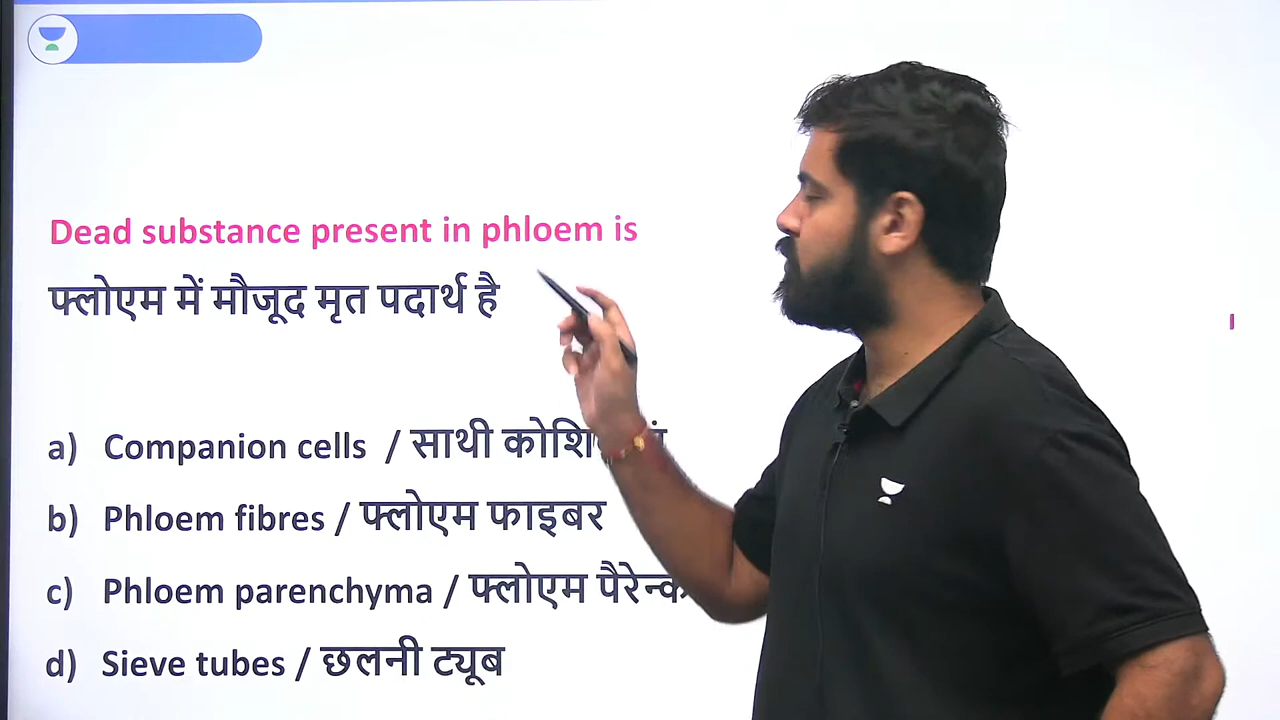 Dead substance present in phloem is
फ्लोएम में मौजूद मृत पदार्थ है
a) Companion cells / साथी
b) Phloem fibres / फ्लोएम फाइबर
c) Phloem parenchyma / फ्लोएम
d) Sieve tubes / छलनी ट्यूब